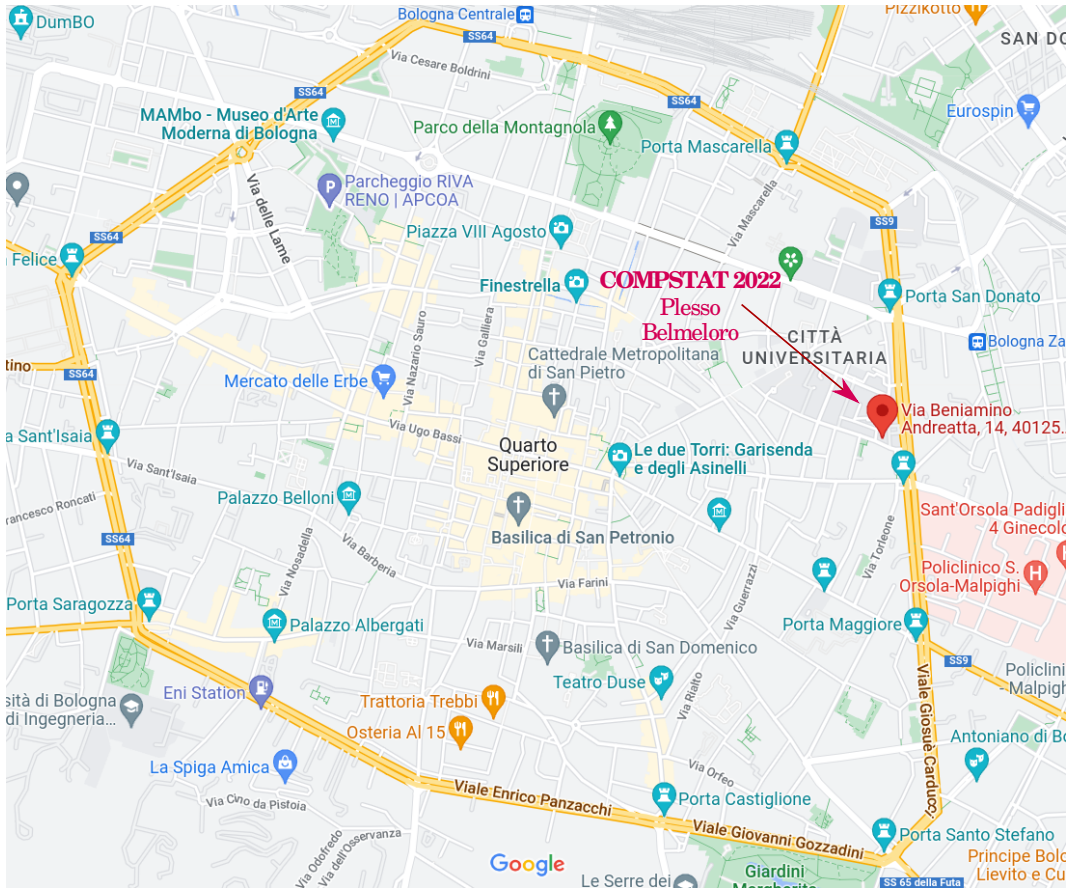 DumBO
Bologna Centrale
Pizzikotto
SS64
SAN DO
Via Cesare Boldrini
SS64
SS64
Eurospin
MAMbo - Museo d'Arte
Moderna di Bologna
Parco della Montagnola
Porta Mascarella
Via delle Lame
Parcheggio RIVA
RENO | APCOA
Via Mascarella
SS9
SS64
Piazza VIII Agosto
Felice
Finestrella
COMPSTAT 2022
Plesso
Belmeloro
Porta San Donato
Via Nazario Sauro
Via Galliera
CITTÀ
UNIVERSITARIA
Bologna Za
Cattedrale Metropolitana
di San Pietro
tino
SS64
Mercato delle Erbe
Via Beniamino
Andreatta, 14, 40125...
Via Ugo Bassi
a Sant'Isaia
Quarto
Superiore
Le due Torri: Garisenda
e degli Asinelli
Via Sant'Isaia
Palazzo Belloni
rancesco Roncati
Sant'Orsola Padigli
4 Ginecolo
SS64
Basilica di San Petronio
Via Torleone
Via Nosadella
Via Barberia
Policlinico S.
Orsola-Malpighi
Via Farini
Via Guerrazzi
Porta Saragozza
Palazzo Albergati
Porta Maggiore
Via Marsili
Basilica di San Domenico
SS9
Policlini
- Malpigh
Teatro Duse
Eni Station
Via Rialto
Viale Giosuè Carducci
sità di Bologna
di Ingegneria...
Trattoria Trebbi
Osteria Al 15
Antoniano di Bo
La Spiga Amica
Via Orfeo
Via Cino da Pistoia
Viale Enrico Panzacchi
Porta Castiglione
Viale Giovanni Gozzadini
Porta Santo Stefano
Via Odofredo
Via dell'Osservanza
Google
Giardini
Margherita
Principe Bolo
Lievito e Cu
Le Serre dei
SS 65 della Futa